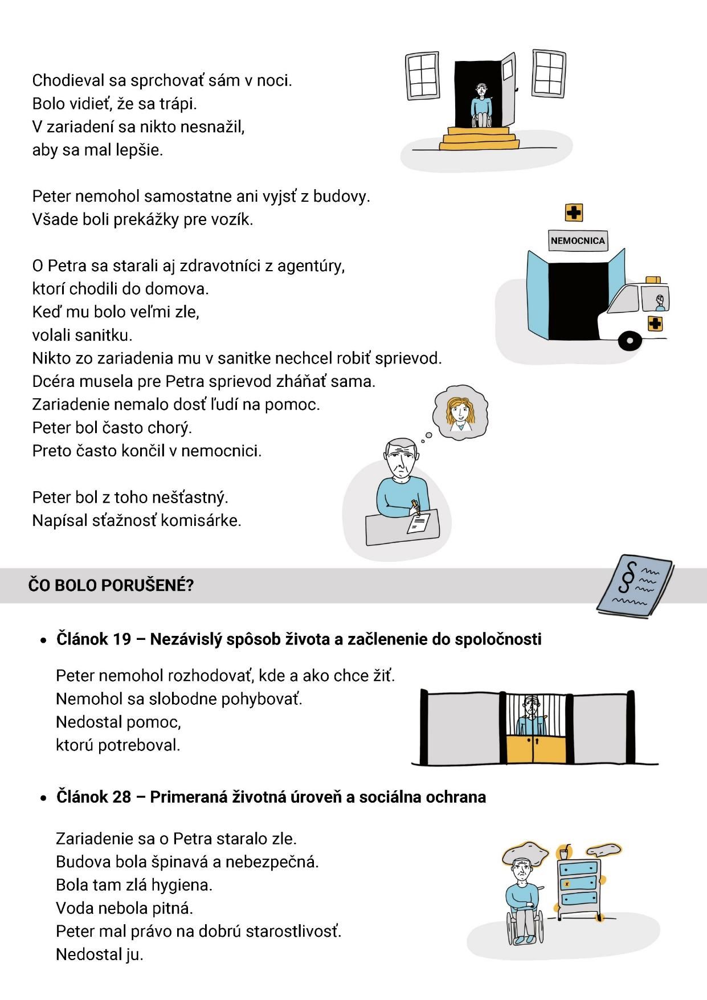 Chodieval sa sprchovať sám v noci.
Bolo vidieť, že sa trápi.
V zariadení sa nikto nesnažil,
aby sa mal lepšie.
Peter nemohol samostatne ani vyjsť z budovy.
Všade boli prekážky pre vozík.
NEMOCNICA
O Petra sa starali aj zdravotníci z agentúry,
ktorí chodili do domova.
Keď mu bolo veľmi zle,
volali sanitku.
Nikto zo zariadenia mu v sanitke nechcel robiť sprievod.
Dcéra musela pre Petra sprievod zháňať sama.
Zariadenie nemalo dosť ľudí na pomoc.
Peter bol často chorý.
Preto často končil v nemocnici.
Peter bol z toho nešťastný.
Napísal sťažnosť komisárke.
§
ČO BOLO PORUŠENÉ?
• Článok 19 – Nezávislý spôsob života a začlenenie do spoločnosti
Peter nemohol rozhodovať, kde a ako chce žiť.
Nemohol sa slobodne pohybovať.
Nedostal pomoc,
ktorú potreboval.
• Článok 28 – Primeraná životná úroveň a sociálna ochrana
Zariadenie sa o Petra staralo zle.
Budova bola špinavá a nebezpečná.
Bola tam zlá hygiena.
Voda nebola pitná.
Peter mal právo na dobrú starostlivosť.
Nedostal ju.